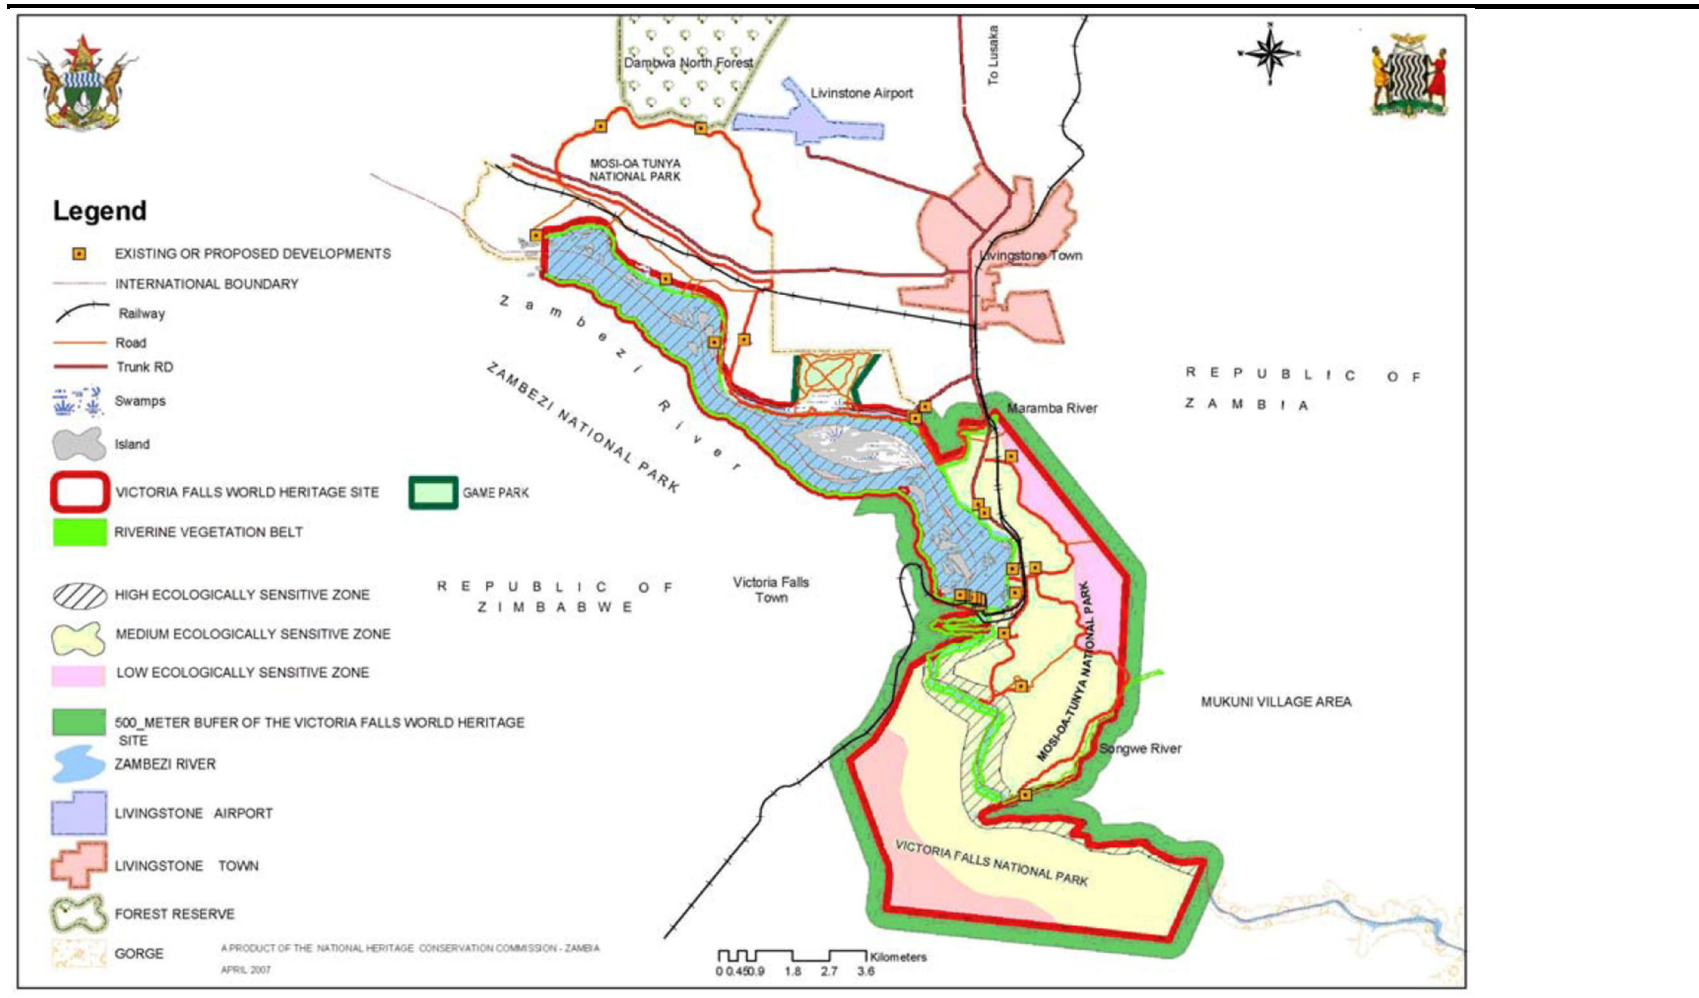 Dambwa North Forest
Livinstone Airport
To Lusaka
N
W
E
S
MOSI-OA TUNYA
NATIONAL PARK
Legend
EXISTING OR PROPOSED DEVELOPMENTS
INTERNATIONAL BOUNDARY
Railway
Road
Trunk RD
Swamps
Island
VICTORIA FALLS WORLD HERITAGE SITE
GAME PARK
RIVERINE VEGETATION BELT
HIGH ECOLOGICALLY SENSITIVE ZONE
MEDIUM ECOLOGICALLY SENSITIVE ZONE
LOW ECOLOGICALLY SENSITIVE ZONE
500_METER BUFER OF THE VICTORIA FALLS WORLD HERITAGE
SITE
ZAMBEZI RIVER
LIVINGSTONE AIRPORT
LIVINGSTONE TOWN
FOREST RESERVE
GORGE
A PRODUCT OF THE NATIONAL HERITAGE CONSERVATION COMMISSION - ZAMBIA
APRIL 2007
Livingstone Town
Zambezi River
ZAMBEZI NATIONAL PARK
REPUBLIC OF
ZAMBIA
Maramba River
REPUBLIC OF
ZIMBABWE
Victoria Falls
Town
MOSI-OA-TUNYA NATIONAL PARK
MUKUNI VILLAGE AREA
Songwe River
VICTORIA FALLS NATIONAL PARK
Kilometers
0 0.450.9 1.8 2.7 3.6